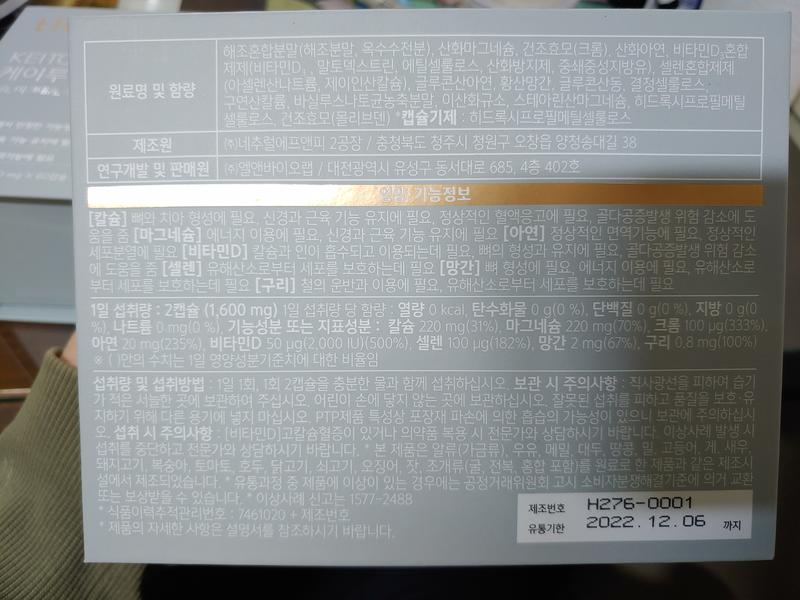 KEITO
케이투
원료명 및 함량
해조혼합분말(해조분말, 옥수수전분), 산화마그네슘, 건조효모(크롬), 산화아연, 비타민D₃혼합
제제(비타민D₃, 말토덱스트린, 에틸셀룰로스, 산화방지제, 중쇄중성지방유), 셀렌혼합제제
(아셀렌산나트륨, 제이인산칼슘), 글루콘산아연, 황산망간, 글루콘산동, 결정셀룰로스,
구연산칼륨, 바실루스나토균농축분말, 이산화규소, 스테아린산마그네슘, 히드록시프로필메틸
셀룰로스, 건조효모(몰리브덴) *캡슐기제 : 히드록시프로필메틸셀룰로스
제조원
㈜네추럴에프앤피 2공장 / 충청북도 청주시 청원구 오창읍 양청송대길 38
연구개발 및 판매원
㈜엘앤바이오랩 / 대전광역시 유성구 동서대로 685, 4층 402호
영양·기능정보
[칼슘] 뼈와 치아 형성에 필요, 신경과 근육 기능 유지에 필요, 정상적인 혈액응고에 필요, 골다공증발생 위험 감소에 도
움을 줌 [마그네슘] 에너지 이용에 필요, 신경과 근육 기능 유지에 필요 [아연] 정상적인 면역기능에 필요, 정상적인
세포분열에 필요 [비타민D] 칼슘과 인이 흡수되고 이용되는데 필요, 뼈의 형성과 유지에 필요, 골다공증발생 위험 감소
에 도움을 줌 [셀렌] 유해산소로부터 세포를 보호하는데 필요 [망간] 뼈 형성에 필요, 에너지 이용에 필요, 유해산소로
부터 세포를 보호하는데 필요 [구리] 철의 운반과 이용에 필요, 유해산소로부터 세포를 보호하는데 필요
1일 섭취량 : 2캡슐 (1,600 mg) 1일 섭취량 당 함량 : 열량 0 kcal, 탄수화물 0 g(0 %), 단백질 0 g(0 %), 지방 0 g(0
%), 나트륨 0 mg(0 %), 기능성분 또는 지표성분 : 칼슘 220 mg(31%), 마그네슘 220 mg(70%), 크롬 100 μg(333%),
아연 20 mg(235%), 비타민D 50 μg(2,000 IU)(500%), 셀렌 100 μg(182%), 망간 2 mg(67%), 구리 0.8 mg(100%)
※ ( )안의 수치는 1일 영양성분기준치에 대한 비율임
섭취량 및 섭취방법 : 1일 1회, 1회 2캡슐을 충분한 물과 함께 섭취하십시오. 보관 시 주의사항 : 직사광선을 피하여 습기
가 적은 서늘한 곳에 보관하여 주십시오. 어린이 손에 닿지 않는 곳에 보관하십시오. 잘못된 섭취를 피하고 품질을 보호·유
지하기 위해 다른 용기에 넣지 마십시오. PTP제품 특성상 포장재 파손에 의한 흡습의 가능성이 있으니 보관에 주의하십시
오. 섭취 시 주의사항 : [비타민D]고칼슘혈증이 있거나 의약품 복용 시 전문가와 상담하시기 바랍니다. 이상사례 발생 시
섭취를 중단하고 전문가와 상담하시기 바랍니다. * 본 제품은 알류(가금류), 우유, 메밀, 대두, 땅콩, 밀, 고등어, 게, 새우,
돼지고기, 복숭아, 토마토, 호두, 닭고기, 쇠고기, 오징어, 잣, 조개류(굴, 전복, 홍합 포함)를 원료로 한 제품과 같은 제조시
설에서 제조되었습니다. * 유통과정 중 제품에 이상이 있는 경우에는 공정거래위원회 고시 소비자분쟁해결기준에 의거 교환
또는 보상받을 수 있습니다. * 이상사례 신고는 1577-2488
* 식품이력추적관리번호 : 7461020 + 제조번호
* 제품의 자세한 사항은 설명서를 참조하시기 바랍니다.
제조번호 H276-0001
유통기한 2022.12.06 까지